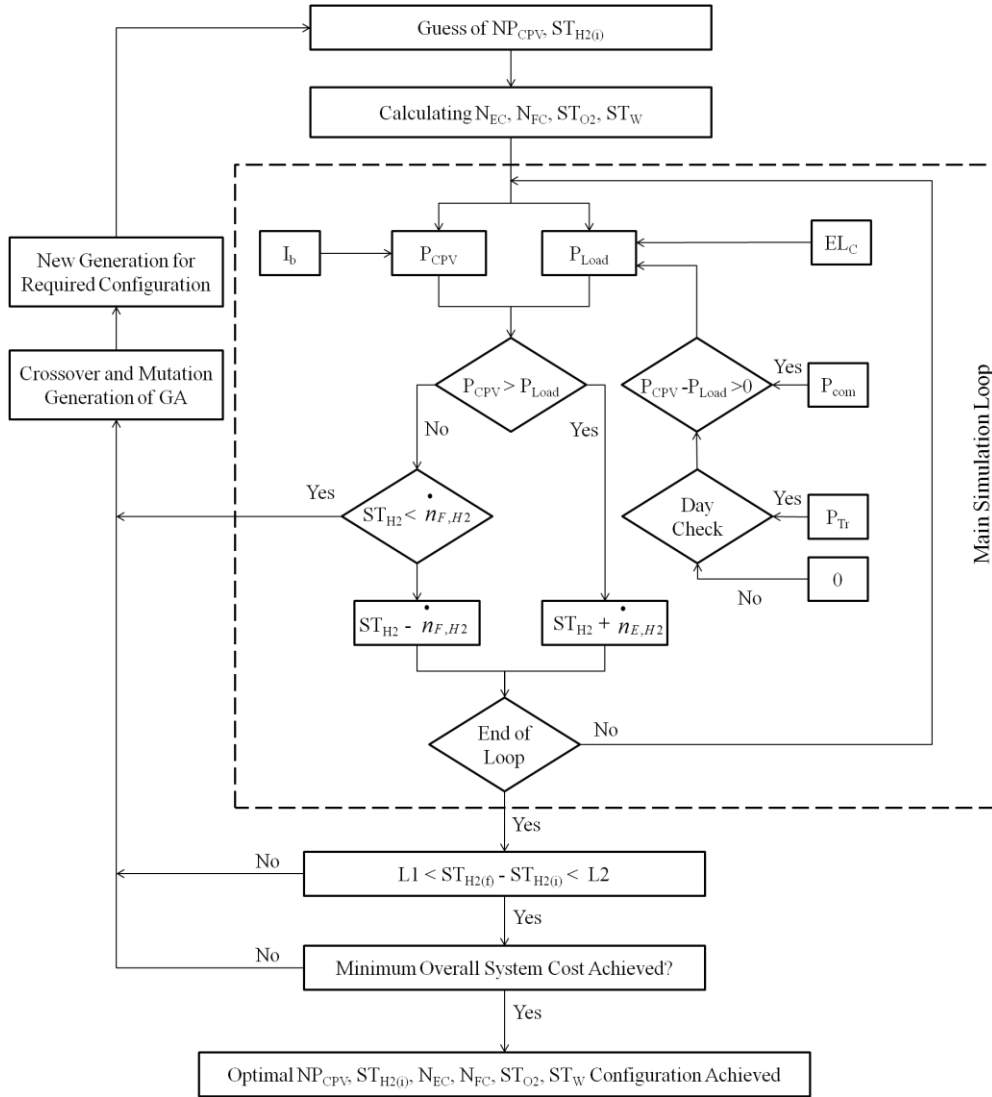 Guess of NP_CPV, ST_H2(i)
Calculating N_EC, N_FC, ST_O2, ST_W
I_b
P_CPV
P_Load
EL_C
New Generation for
Required Configuration
Crossover and Mutation
Generation of GA
P_CPV > P_Load
P_CPV -P_Load >0
Yes
P_com
No
Yes
Yes
ST_H2 < ṅ_F,H2
Day
Check
Yes
P_Tr
0
No
ST_H2 - ṅ_F,H2
ST_H2 + ṅ_E,H2
End of
Loop
No
Main Simulation Loop
Yes
No
L1 < ST_H2(f) - ST_H2(i) < L2
Yes
No
Minimum Overall System Cost Achieved?
Yes
Optimal NP_CPV, ST_H2(i), N_EC, N_FC, ST_O2, ST_W Configuration Achieved